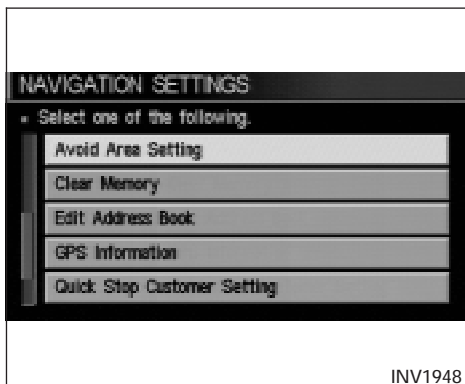 NAVIGATION SETTINGS
Select one of the following.
Avoid Area Setting
Clear Memory
Edit Address Book
GPS Information
Quick Stop Customer Setting
INV1948